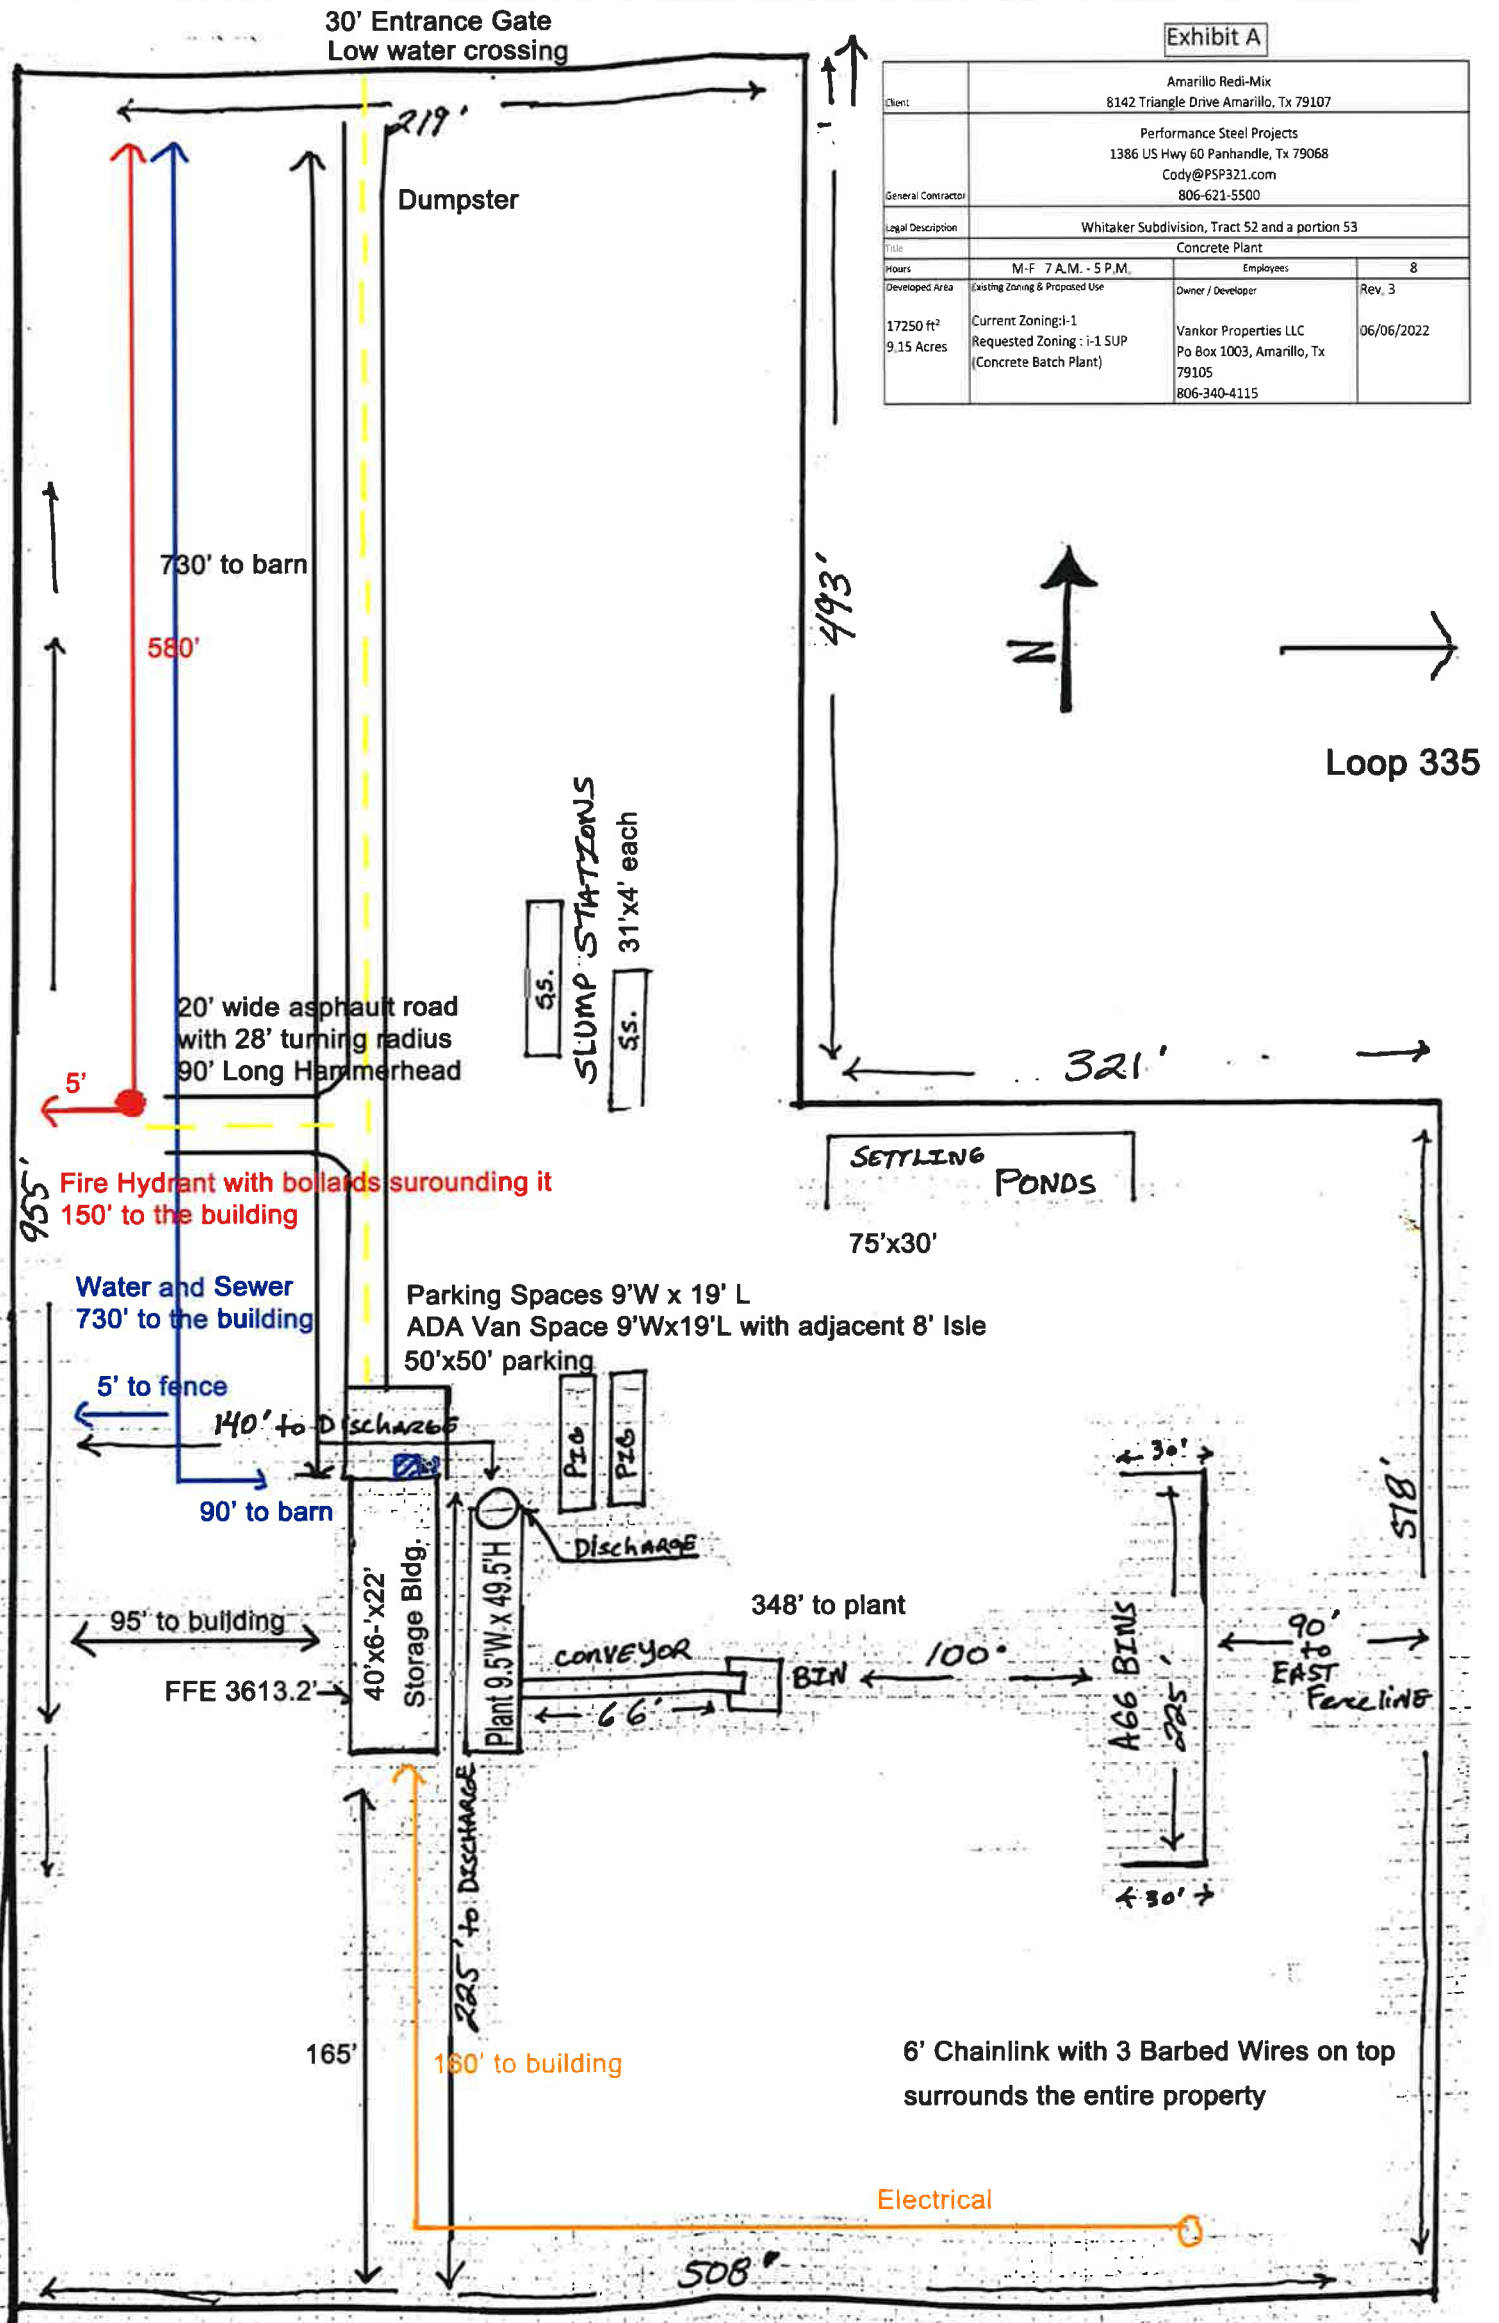 30' Entrance Gate
Low water crossing
Exhibit A
Client
Amarillo Redi-Mix
8142 Triangle Drive Amarillo, Tx 79107
General Contractor
Performance Steel Projects
1386 US Hwy 60 Panhandle, Tx 79068
Cody@PSP321.com
806-621-5500
Legal Description
Whitaker Subdivision, Tract 52 and a portion 53
Title
Concrete Plant
Hours
M-F 7 A.M. - 5 P.M.
Employees
8
Developed Area
17250 ft²
9.15 Acres
Existing Zoning & Proposed Use
Current Zoning:I-1
Requested Zoning : i-1 SUP
(Concrete Batch Plant)
Owner / Developer
Vankor Properties LLC
Po Box 1003, Amarillo, Tx
79105
806-340-4115
Rev. 3
06/06/2022
219'
Dumpster
730' to barn
580'
493'
N
Loop 335
SLUMP STATIONS
31'x4' each
S.S.
S.S.
20' wide asphault road
with 28' turning radius
90' Long Hammerhead
5'
321'
955'
Fire Hydrant with bollards surounding it
150' to the building
SETTLING
PONDS
75'x30'
Water and Sewer
730' to the building
Parking Spaces 9'W x 19' L
ADA Van Space 9'Wx19'L with adjacent 8' Isle
50'x50' parking
5' to fence
140' to Discharge
PIG
PIG
90' to barn
DischARGE
30'
518'
40'x6-'x22'
Storage Bldg.
Plant 9.5'W x 49.5'H
348' to plant
95' to building
CONVEYOR
66'
BIN
100'
AGG BINS
225'
90'
to
EAST
Fence line
FFE 3613.2'
30'
225' to DISCHARGE
165'
160' to building
6' Chainlink with 3 Barbed Wires on top
surrounds the entire property
Electrical
508'